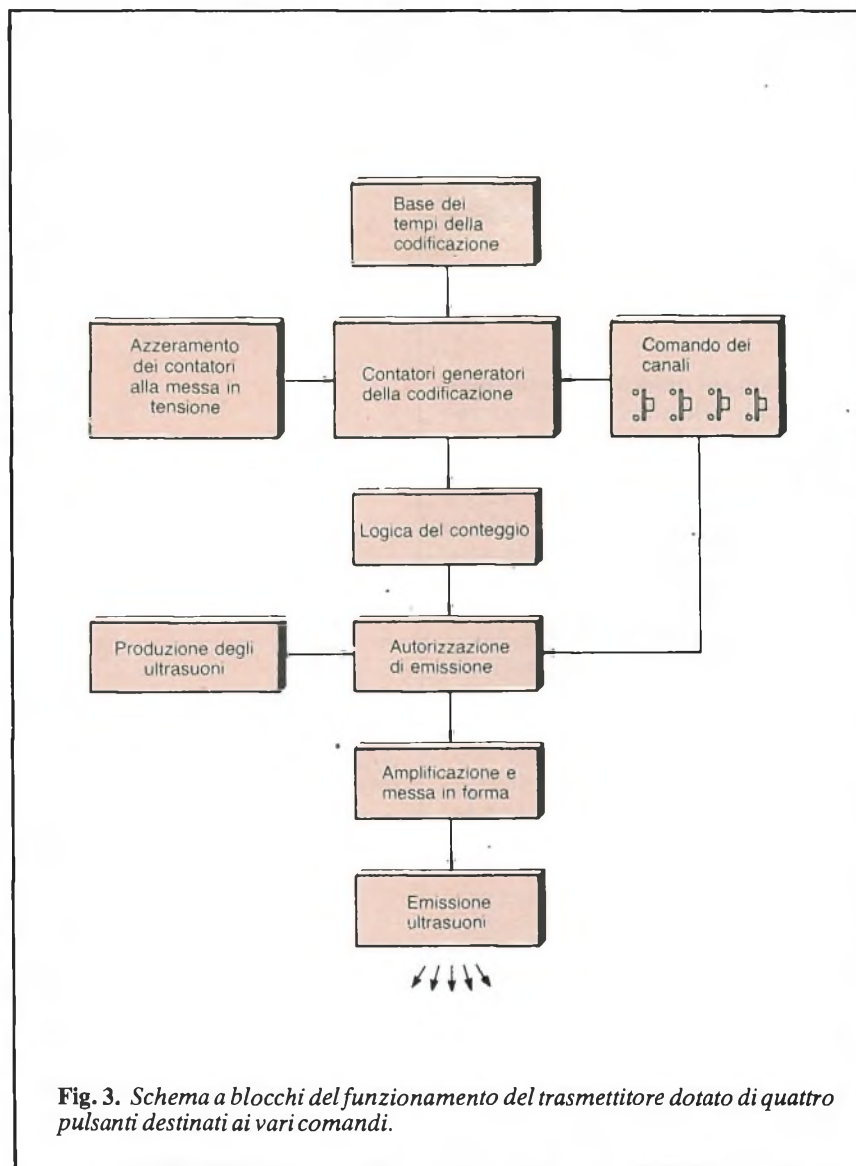 Base dei
tempi della
codificazione
Azzeramento
dei contatori
alla messa in
tensione
Contatori generatori
della codificazione
Comando dei
canali
Logica del conteggio
Produzione degli
ultrasuoni
Autorizzazione
di emissione
Amplificazione e
messa in forma
Emissione
ultrasuoni
Fig. 3. Schema a blocchi del funzionamento del trasmettitore dotato di quattro
pulsanti destinati ai vari comandi.